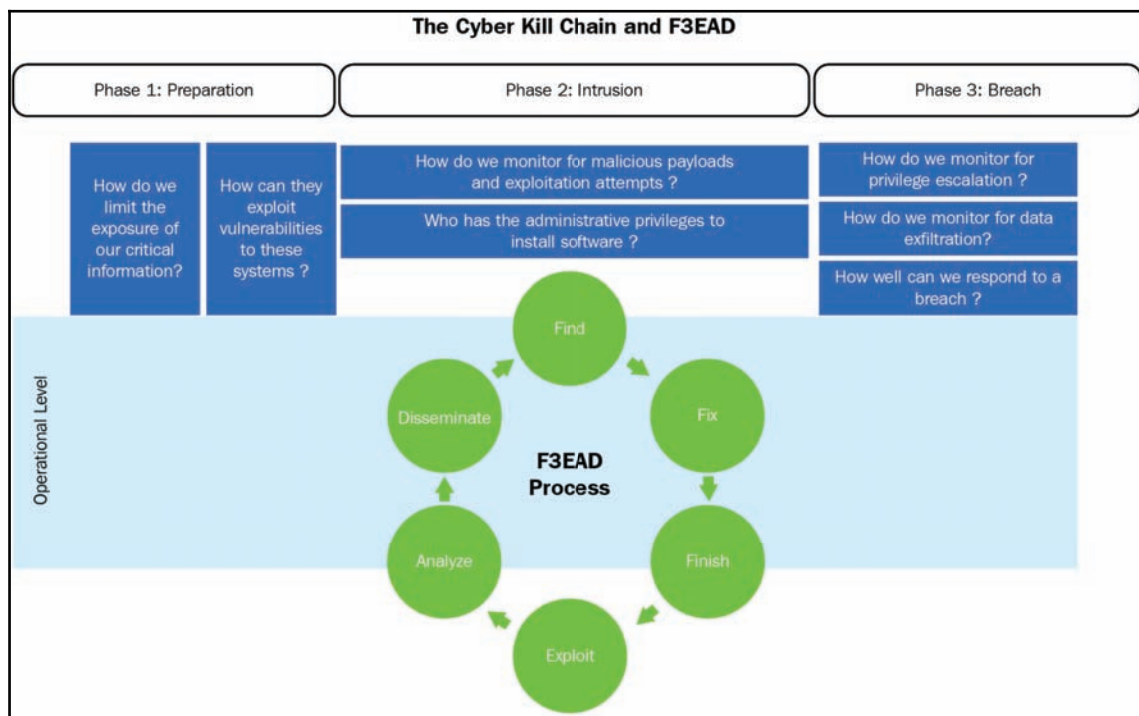 The Cyber Kill Chain and F3EAD
Phase 1: Preparation
Phase 2: Intrusion
Phase 3: Breach
How do we
limit the
exposure of
our critical
information?
How can they
exploit
vulnerabilities
to these
systems ?
How do we monitor for malicious payloads
and exploitation attempts ?
Who has the administrative privileges to
install software ?
How do we monitor for
privilege escalation ?
How do we monitor for data
exfiltration?
How well can we respond to a
breach ?
Operational Level
Find
Fix
Finish
Exploit
Analyze
Disseminate
F3EAD
Process